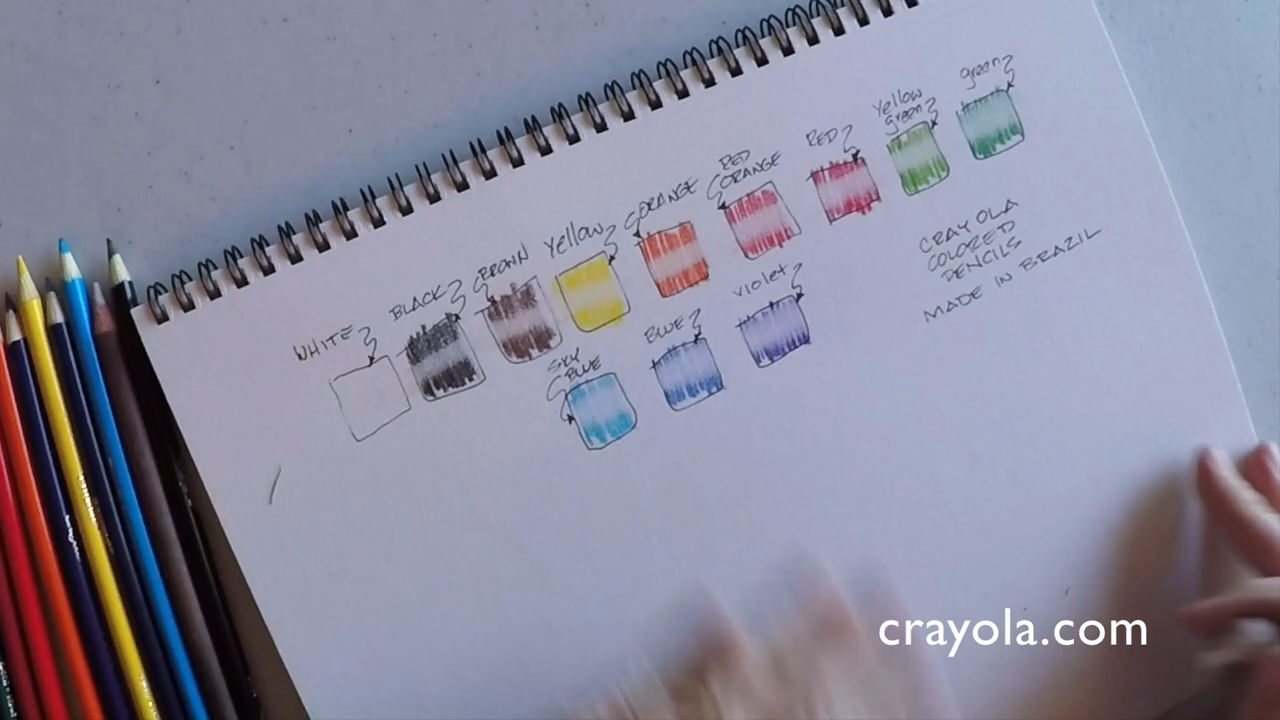 WHITE
BLACK
BROWN
Yellow
ORANGE
RED
ORANGE
RED
Yellow
green
green
SKY
BLUE
BLUE
violet
CRAYOLA
COLORED
PENCILS
MADE IN BRAZIL
crayola.com